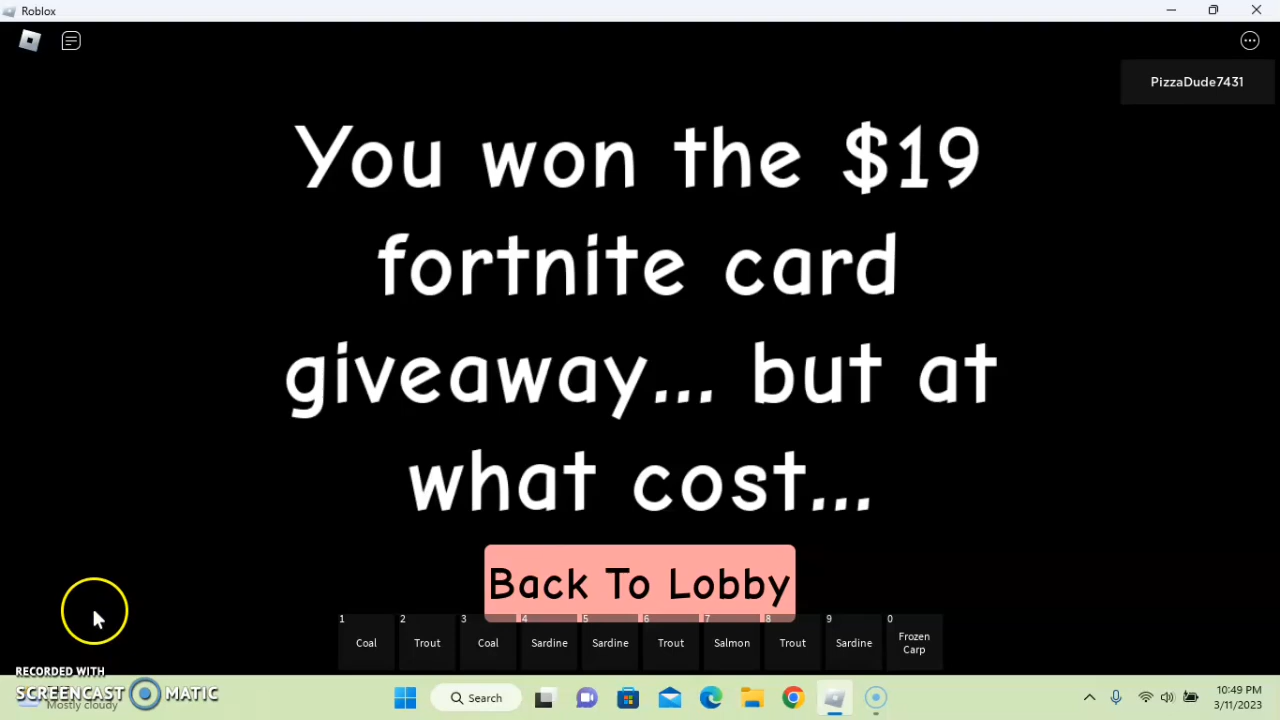 Roblox
PizzaDude7431
You won the $19
fortnite card
giveaway... but at
what cost...
Back To Lobby
1 2 3 4 5 6 7 8 9 0
Coal Trout Coal Sardine Sardine Trout Salmon Trout Sardine Frozen
Carp
RECORDED WITH
SCREENCAST MATIC
Mostly cloudy
Search
10:49 PM
3/11/2023